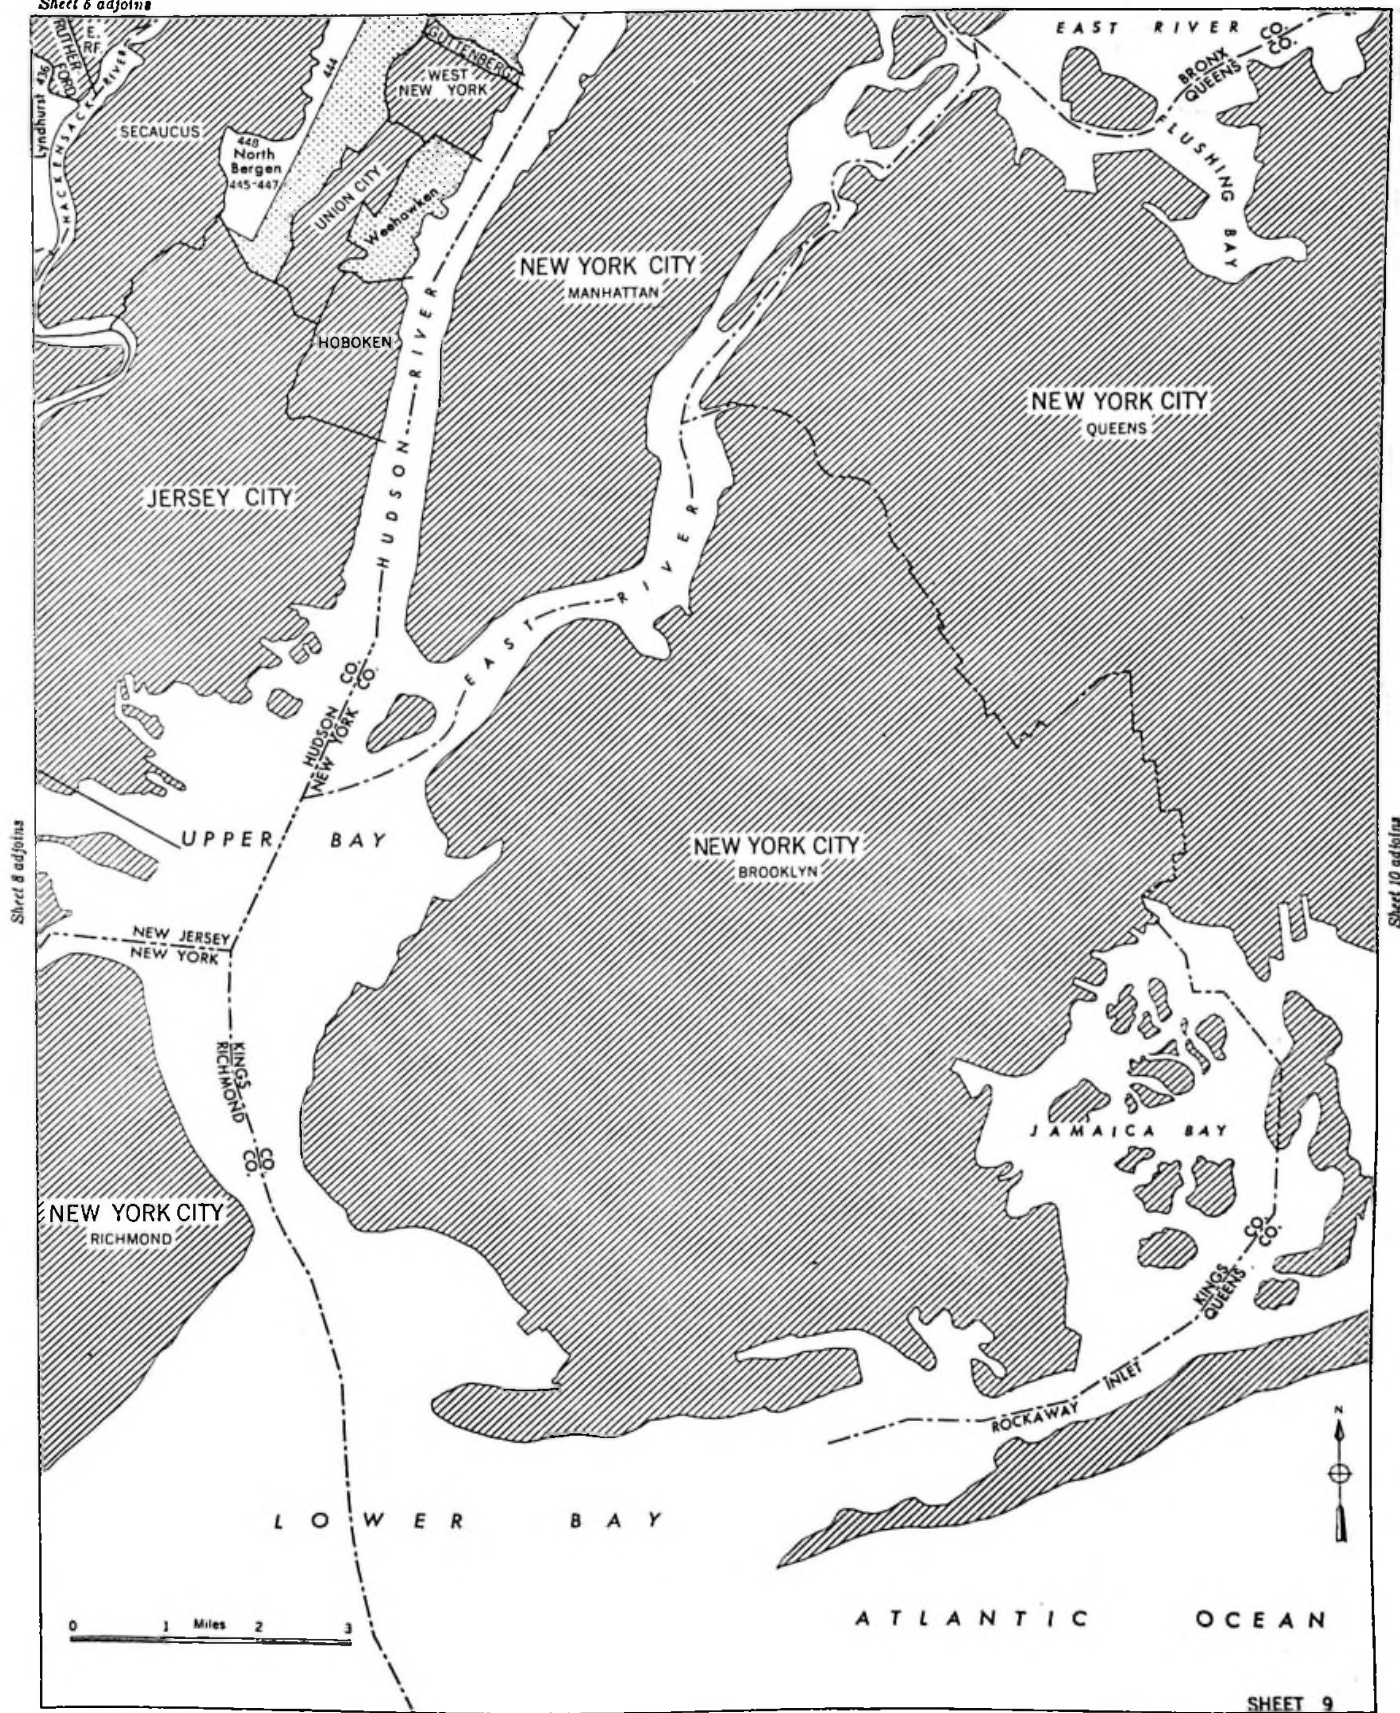 Sheet 6 adjoins
EAST RIVER
CO.
CO.
BRONX
QUEENS
E.
RF.
RUTHER-
FORD
Lyndhurst 436
HACKENSACK RIVER
SECAUCUS
444
448
North
Bergen
445-447
GUTTENBERG
WEST
NEW YORK
UNION CITY
Weehawken
FLUSHING BAY
NEW YORK CITY
MANHATTAN
HOBOKEN
HUDSON RIVER
NEW YORK CITY
QUEENS
JERSEY CITY
EAST RIVER
CO.
CO.
HUDSON
NEW YORK
UPPER BAY
NEW YORK CITY
BROOKLYN
Sheet 8 adjoins
Sheet 10 adjoins
NEW JERSEY
NEW YORK
KINGS
RICHMOND
CO.
CO.
JAMAICA BAY
NEW YORK CITY
RICHMOND
CO.
CO.
KINGS
QUEENS
ROCKAWAY INLET
N
LOWER BAY
0 1 Miles 2 3
ATLANTIC OCEAN
SHEET 9